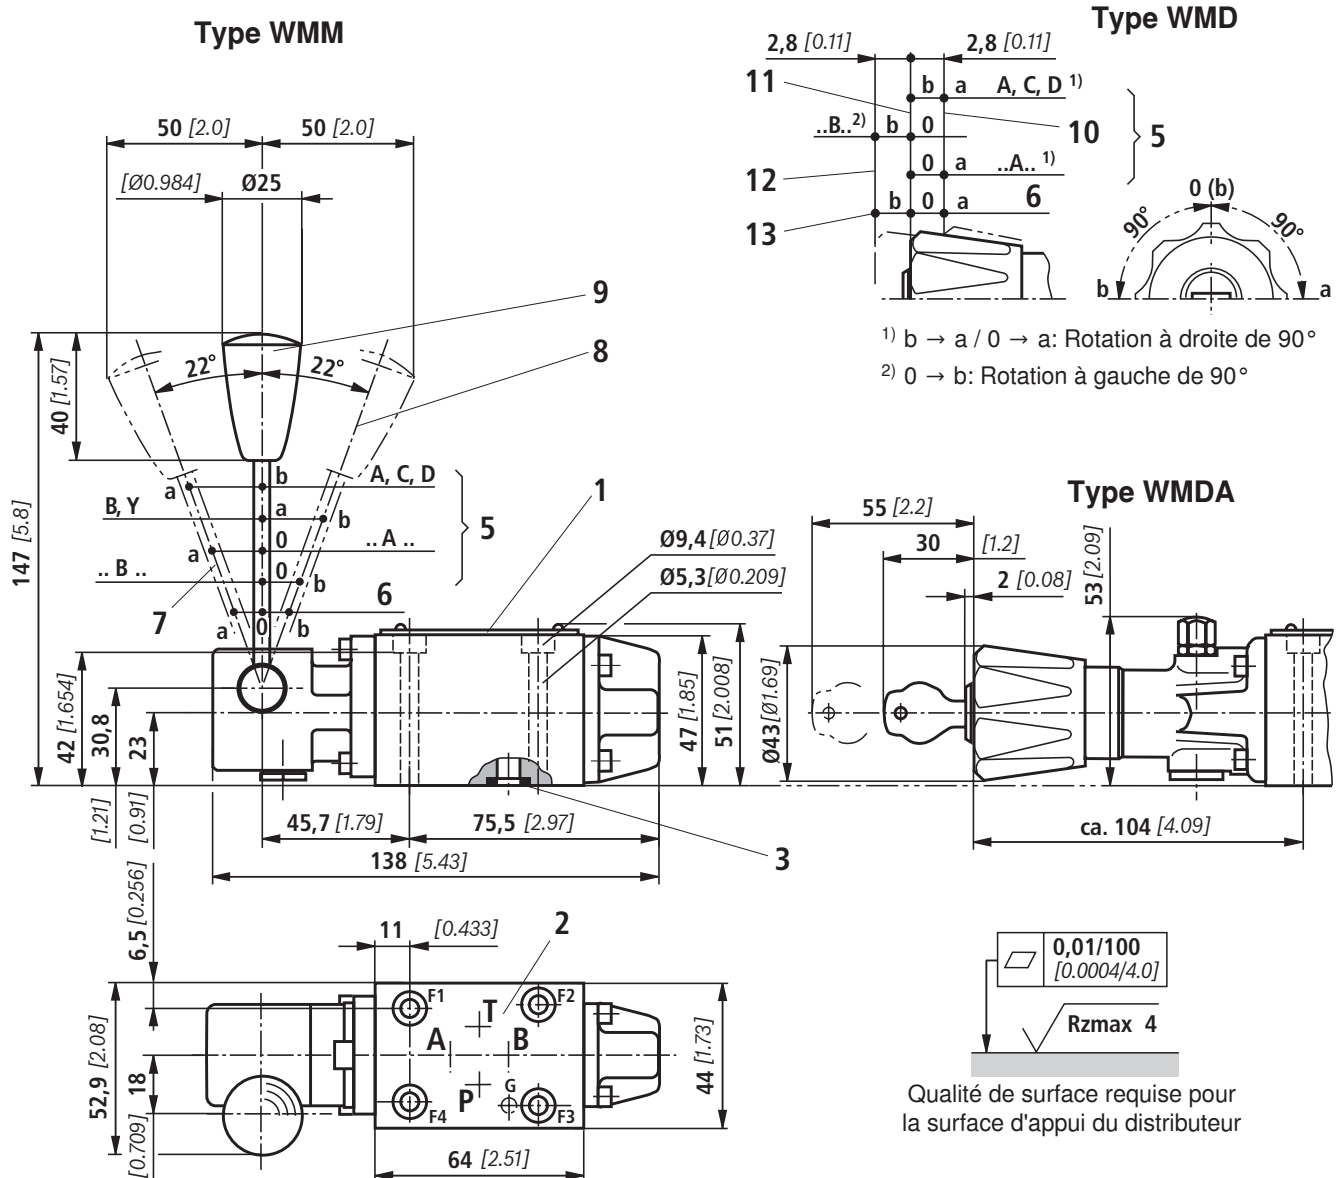 Type WMM
50 [2.0]
50 [2.0]
[Ø0.984]
Ø25
9
8
22°
22°
40 [1.57]
147 [5.8]
b
A, C, D
a
B, Y
a
b
0
.. A ..
a
.. B ..
0
b
5
7
6
a
0
b
1
Ø9,4 [Ø0.37]
Ø5,3 [Ø0.209]
42 [1.654]
30,8
[1.21]
23
[0.91]
47 [1.85]
51 [2.008]
45,7 [1.79]
75,5 [2.97]
138 [5.43]
3
Type WMD
2,8 [0.11]
2,8 [0.11]
11
b
a
A, C, D 1)
..B.. 2)
b
0
10
5
12
0
a
..A.. 1)
13
b
0
a
6
0 (b)
90°
90°
b
a
1) b → a / 0 → a: Rotation à droite de 90°
2) 0 → b: Rotation à gauche de 90°
Type WMDA
55 [2.2]
30 [1.2]
2 [0.08]
53 [2.09]
Ø43 [Ø1.69]
ca. 104 [4.09]
6,5 [0.256]
11 [0.433]
2
F1
F2
T
A
B
P
G
F4
F3
52,9 [2.08]
18
[0.709]
44 [1.73]
64 [2.51]
0,01/100
[0.0004/4.0]
Rzmax 4
Qualité de surface requise pour
la surface d'appui du distributeur